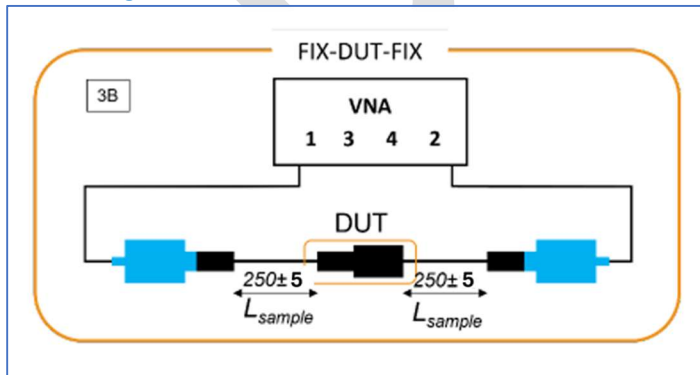 FIX-DUT-FIX
3B
VNA
1 3 4 2
DUT
250± 5 250± 5
Lsample Lsample